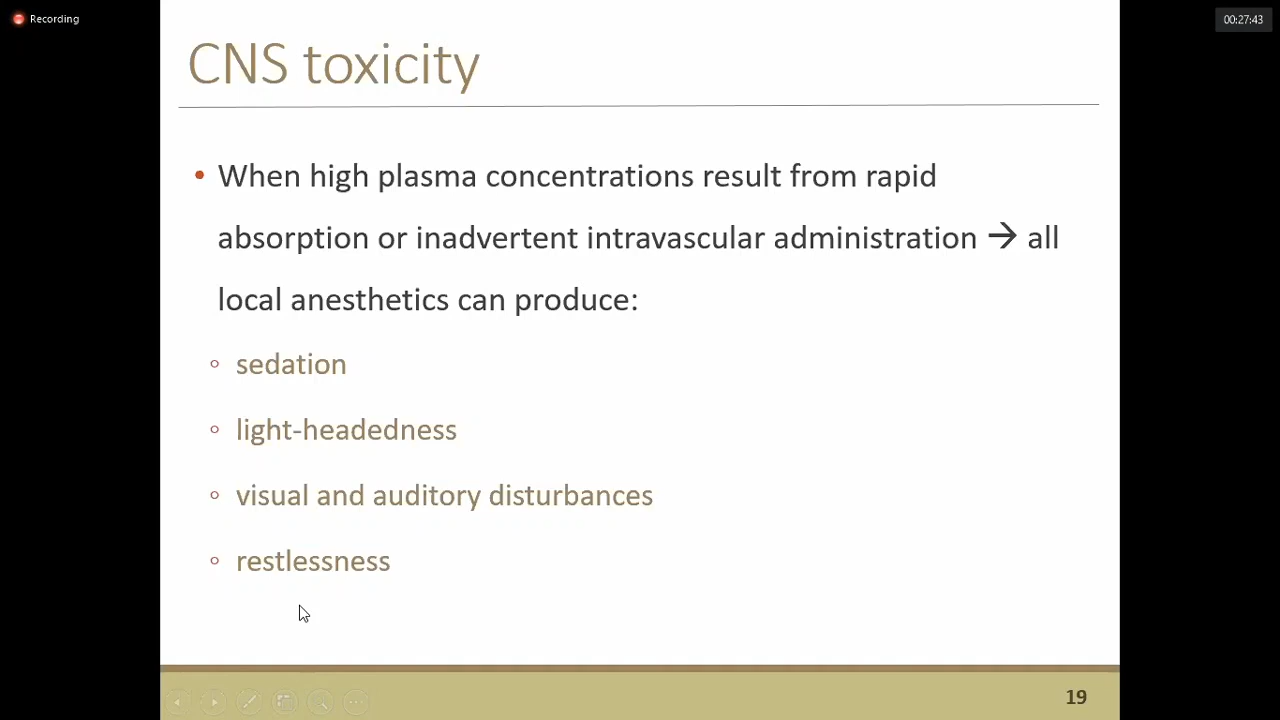 Recording
00:27:43
CNS toxicity
• When high plasma concentrations result from rapid
absorption or inadvertent intravascular administration → all
local anesthetics can produce:
◦ sedation
◦ light-headedness
◦ visual and auditory disturbances
◦ restlessness
19